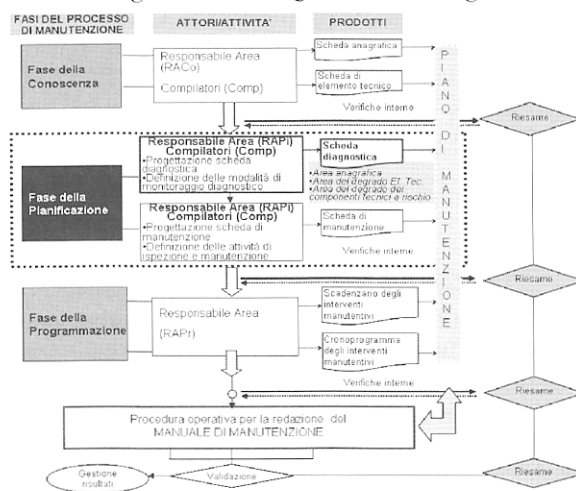 FASI DEL PROCESSO
DI MANUTENZIONE
ATTORI/ATTIVITA'
PRODOTTI
Fase della
Conoscenza
Responsabile Area
(RACo)
Compilatori (Comp)
Scheda anagrafica
Scheda di
elemento tecnico
Verifiche interno
Riesame
PIANO DI MANUTENZIONE
Fase della
Pianificazione
Responsabile Area (RAPi)
Compilatori (Comp)
•Progettazione scheda
diagnostica
•Definizione delle modalità di
monitoraggio diagnostico
Scheda
diagnostica
•Area anagrafica
•Area del degrado El. Tec.
•Area del degrado dei
componenti tecnici e rischio
Responsabile Area (RAPi)
Compilatori (Comp)
•Progettazione scheda di
manutenzione
•Definizione delle attività di
ispezione e manutenzione
Scheda di
manutenzione
Verifiche interne
Riesame
Fase della
Programmazione
Responsabile Area
(RAPr)
Scadenzario degli
interventi
manutentivi
Cronoprogramma
degli interventi
manutentivi
Verifiche interne
Riesame
Procedura operativa per la redazione del
MANUALE DI MANUTENZIONE
Gestione
risultati
Validazione
Riesame